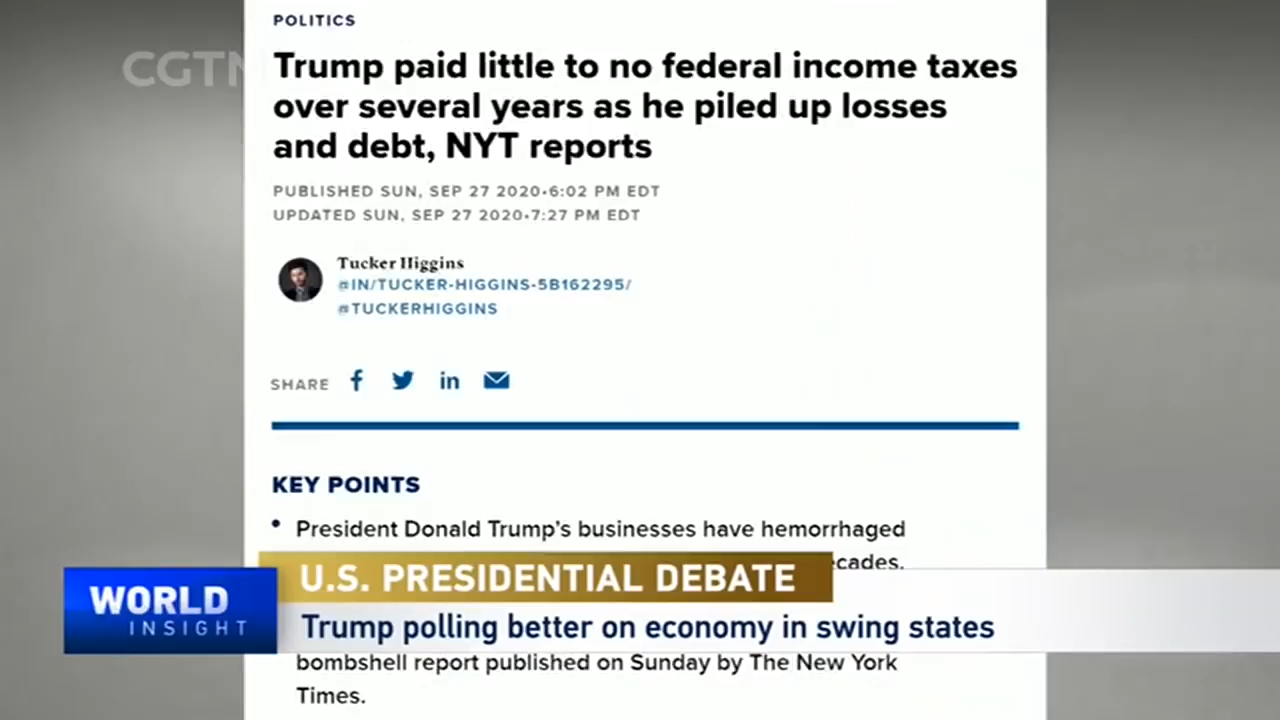 CGTN
POLITICS
Trump paid little to no federal income taxes
over several years as he piled up losses
and debt, NYT reports
PUBLISHED SUN, SEP 27 2020•6:02 PM EDT
UPDATED SUN, SEP 27 2020•7:27 PM EDT
Tucker Higgins
@IN/TUCKER-HIGGINS-5B162295/
@TUCKERHIGGINS
SHARE
KEY POINTS
• President Donald Trump's businesses have hemorrhaged
ecades.
U.S. PRESIDENTIAL DEBATE
WORLD
INSIGHT
Trump polling better on economy in swing states
bombshell report published on Sunday by The New York
Times.